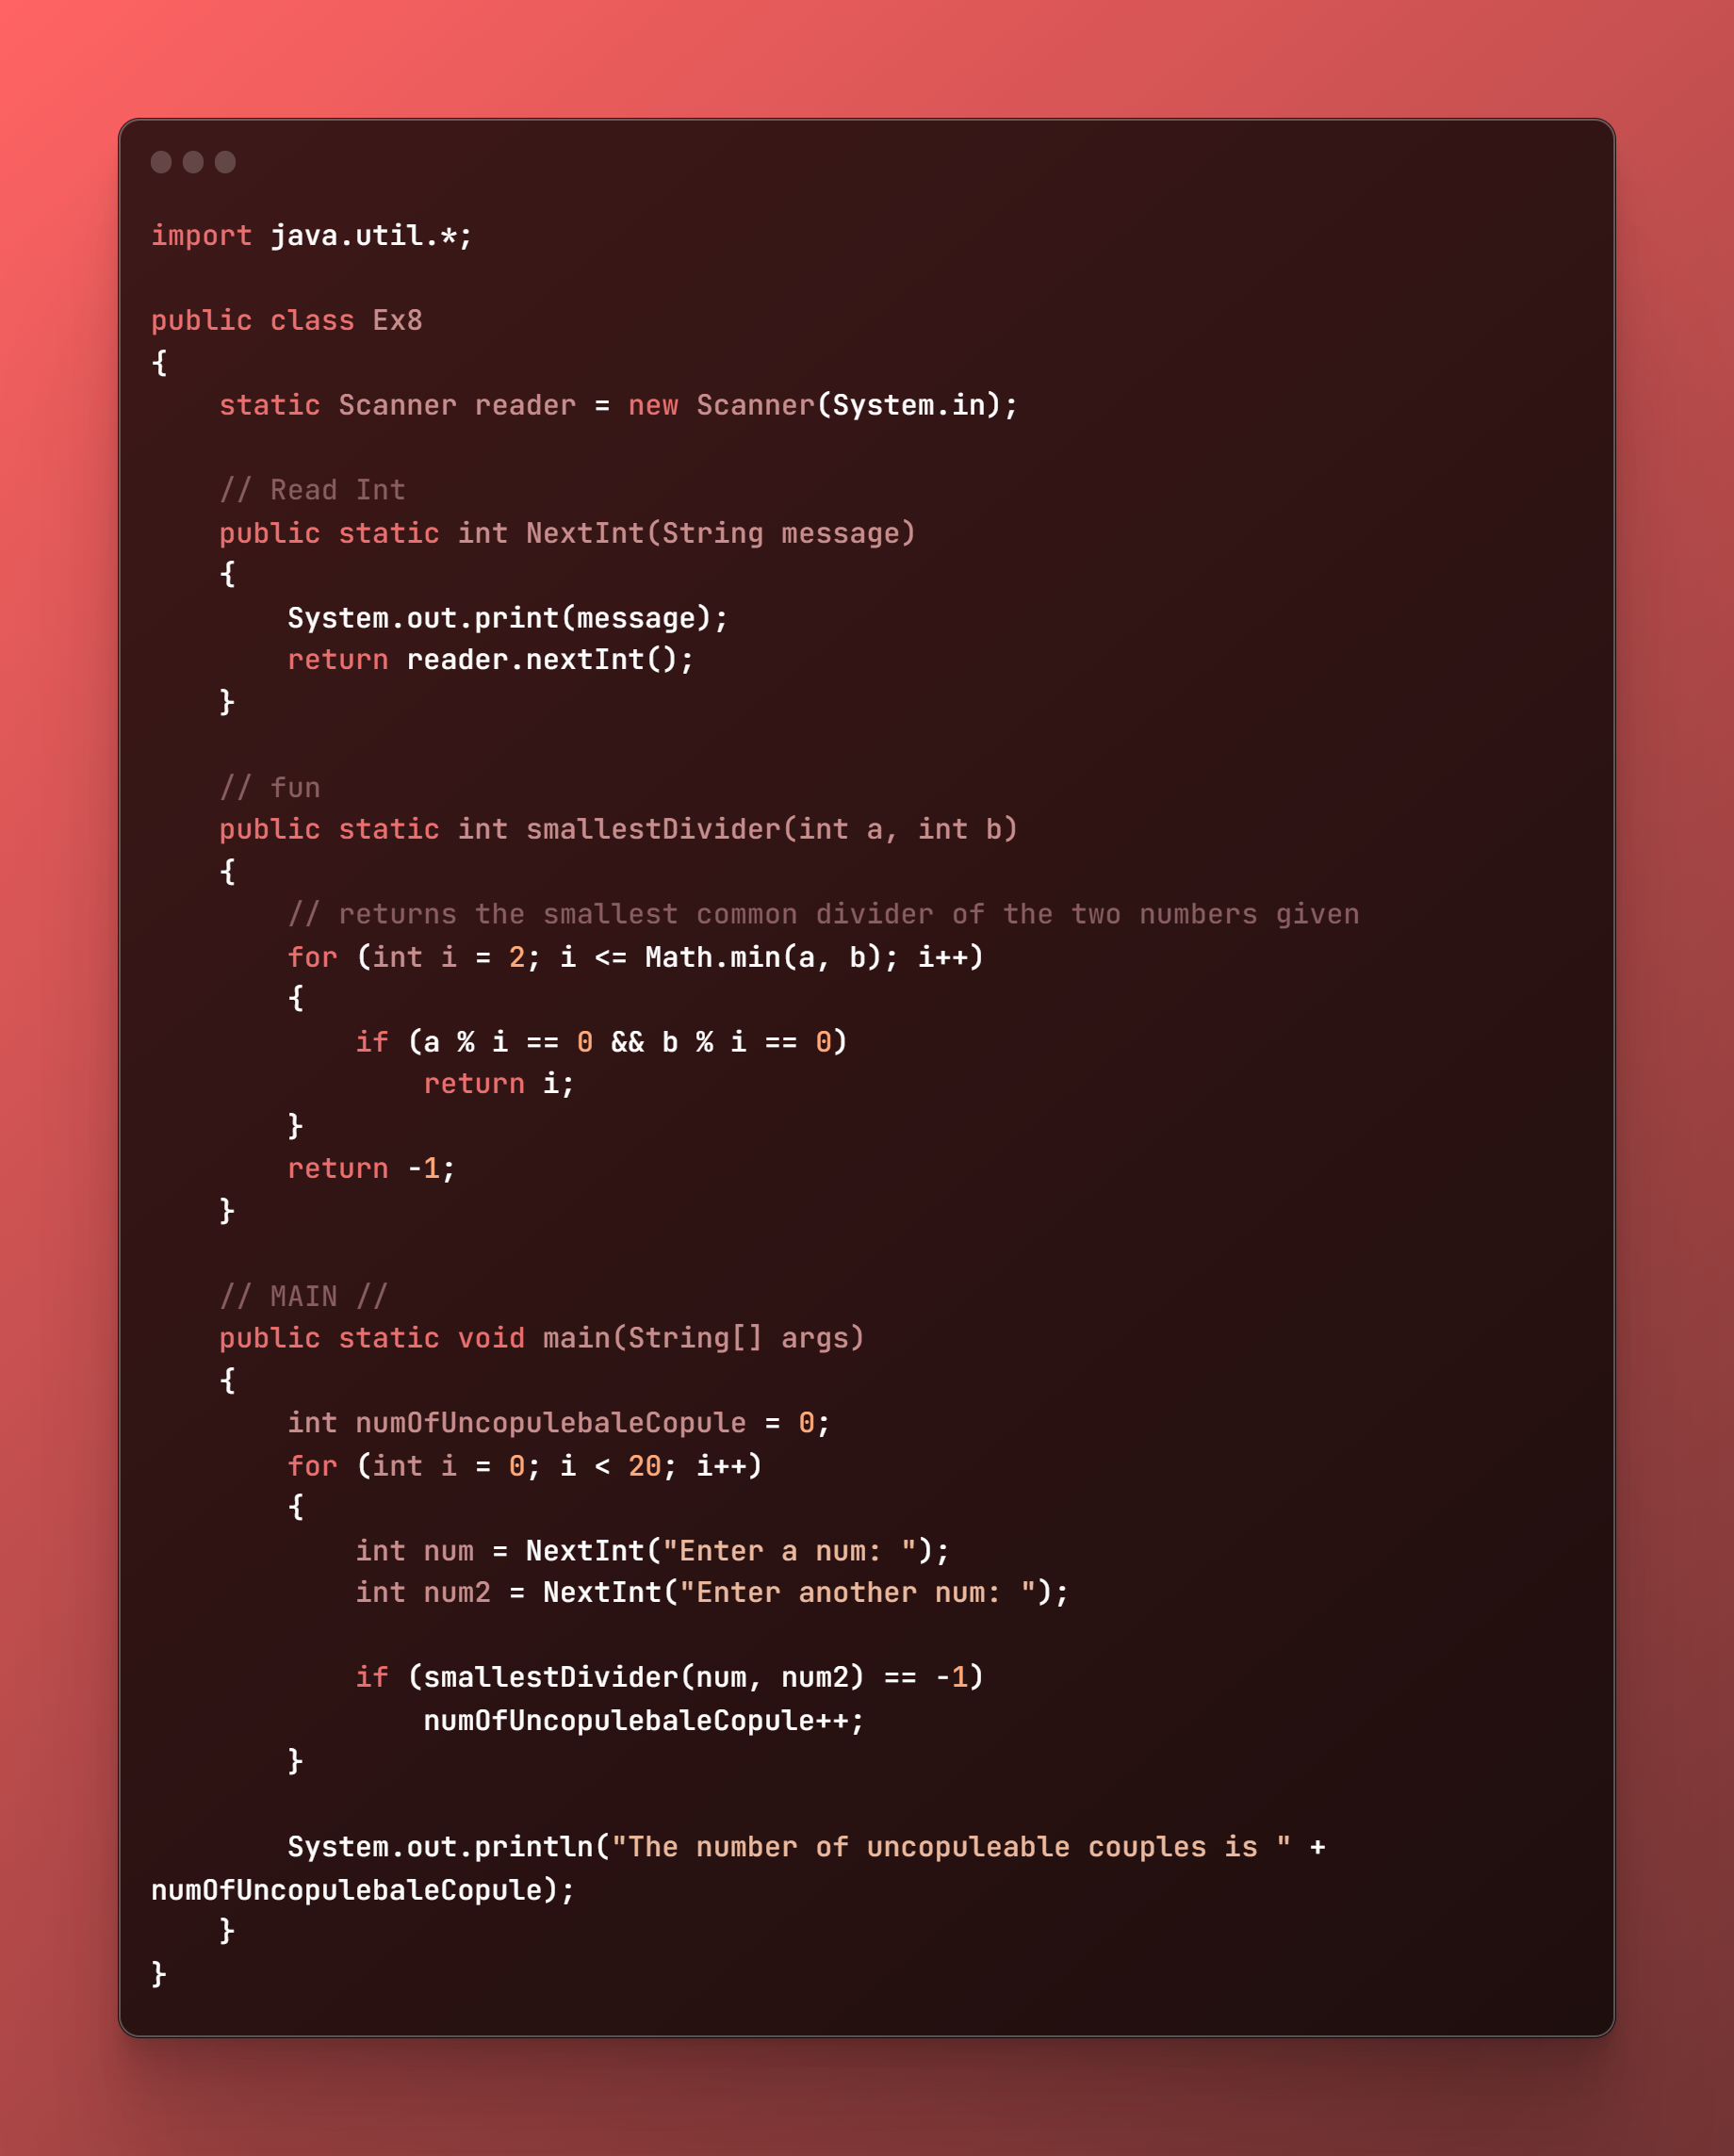 import java.util.*;
public class Ex8
{
static Scanner reader = new Scanner(System.in);
// Read Int
public static int NextInt(String message)
{
System.out.print(message);
return reader.nextInt();
}
// fun
public static int smallestDivider(int a, int b)
{
// returns the smallest common divider of the two numbers given
for (int i = 2; i <= Math.min(a, b); i++)
{
if (a % i == 0 && b % i == 0)
return i;
}
return -1;
}
// MAIN //
public static void main(String[] args)
{
int numOfUncopulebaleCopule = 0;
for (int i = 0; i < 20; i++)
{
int num = NextInt("Enter a num: ");
int num2 = NextInt("Enter another num: ");
if (smallestDivider(num, num2) == -1)
numOfUncopulebaleCopule++;
}
System.out.println("The number of uncopuleable couples is " +
numOfUncopulebaleCopule);
}
}